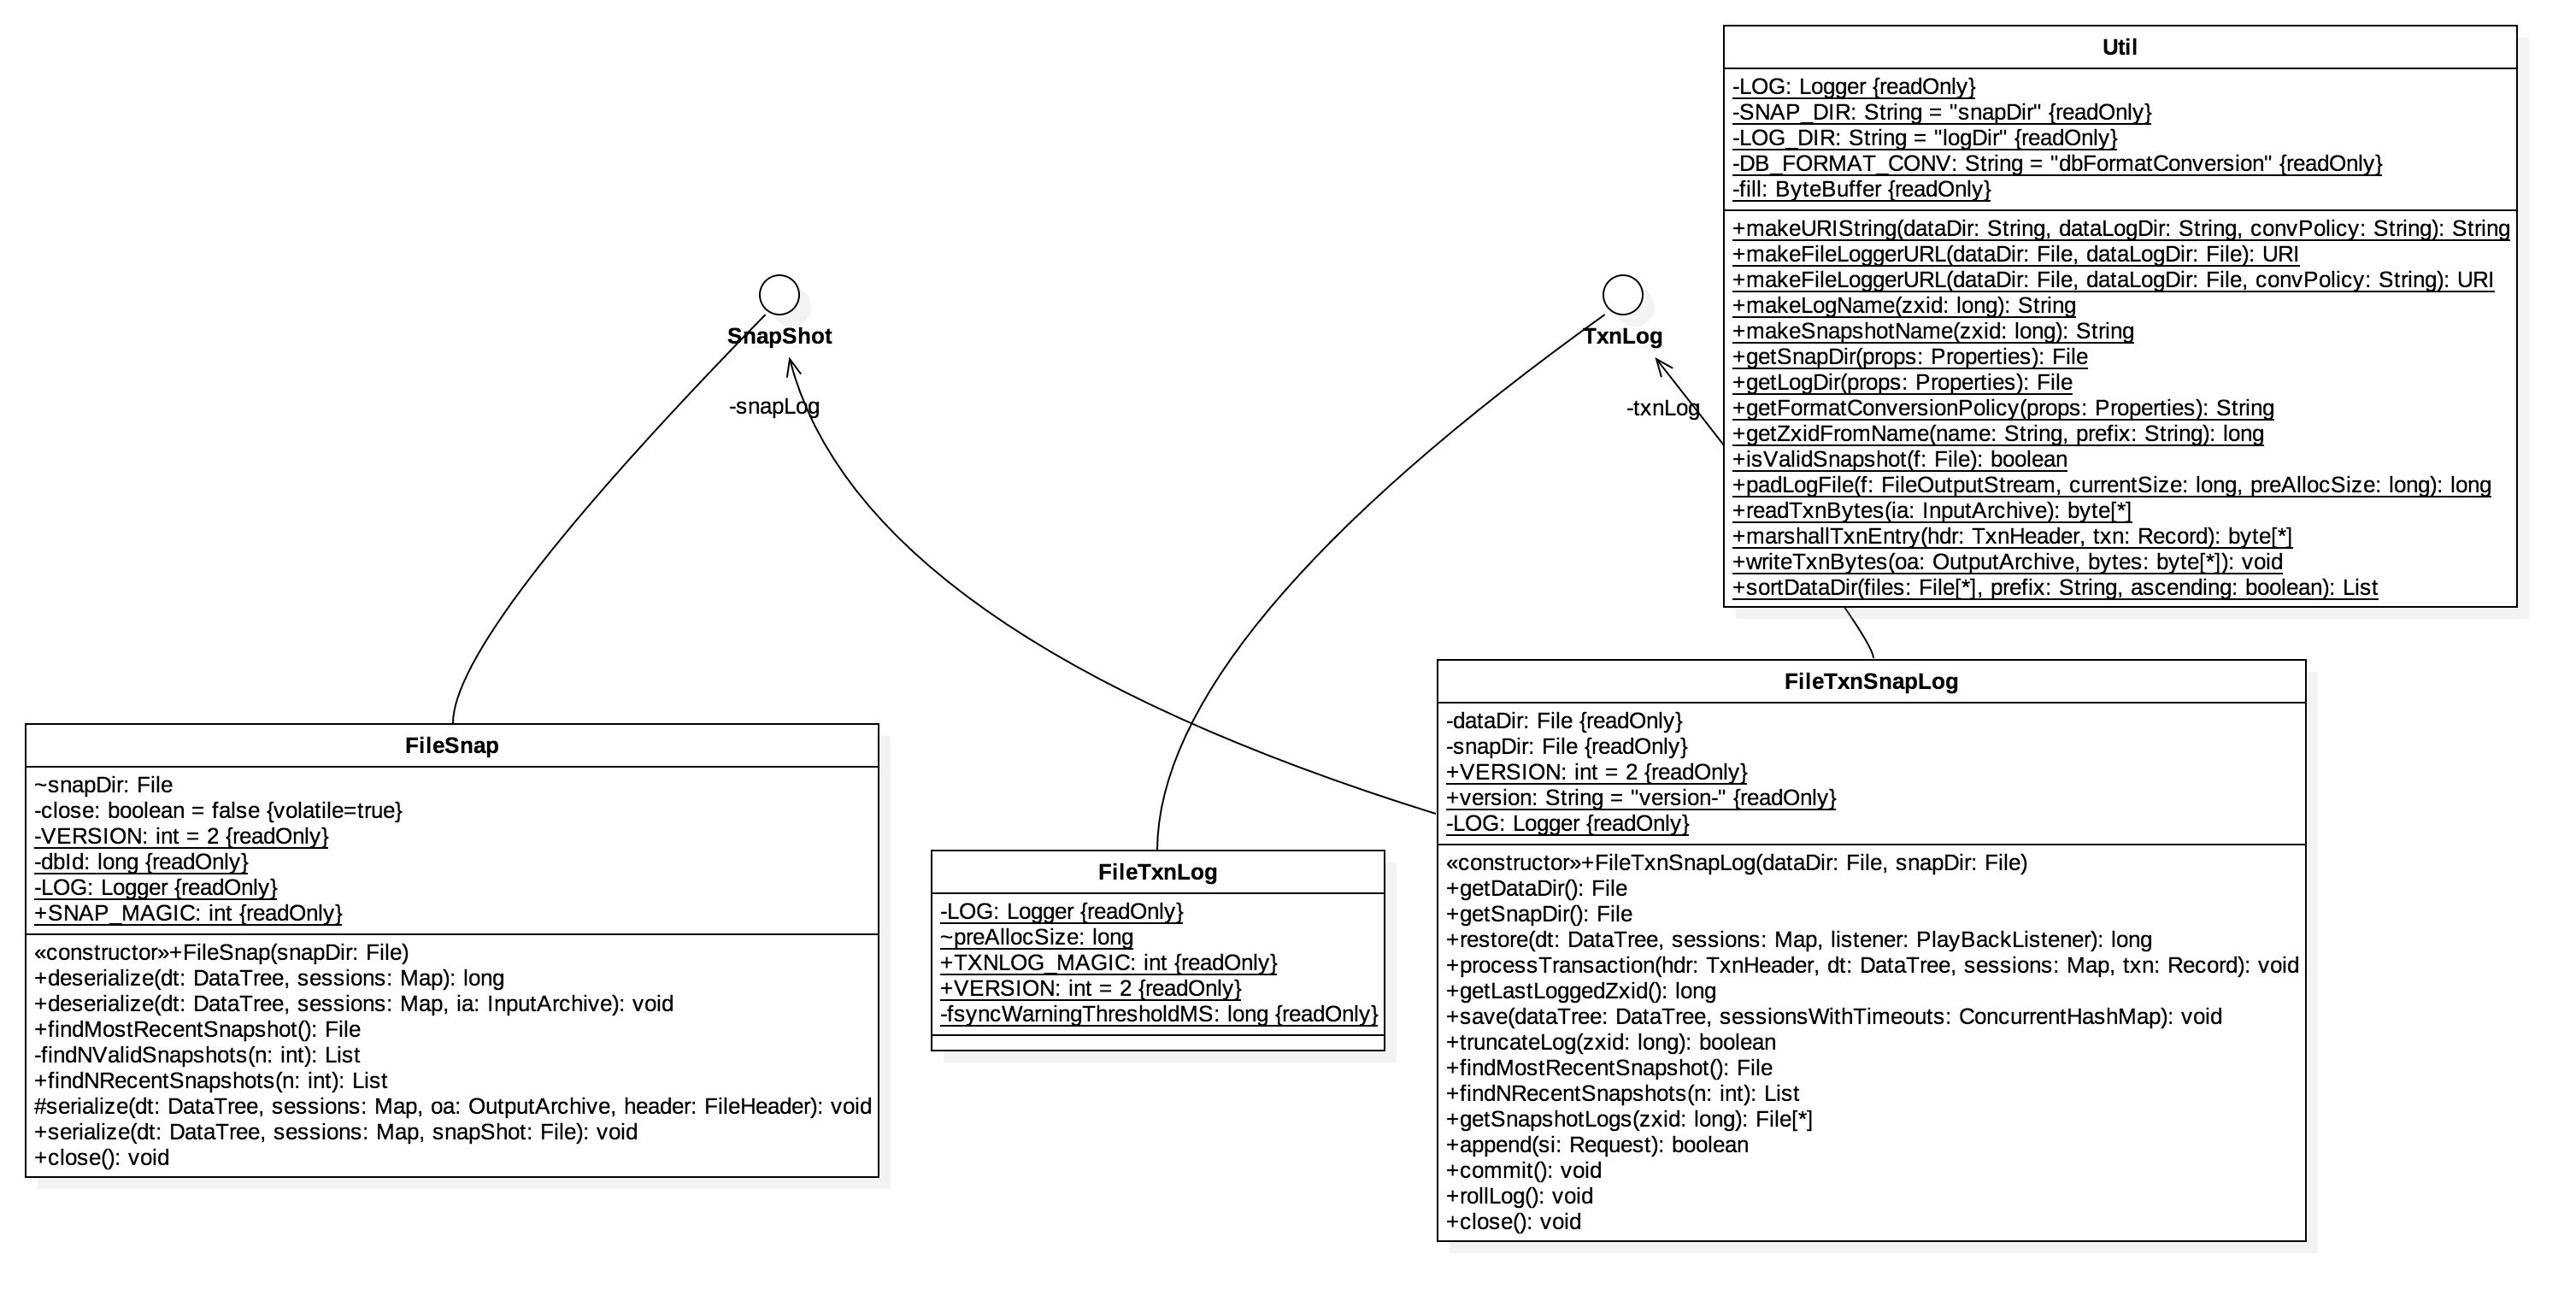 Util
-LOG: Logger {readOnly}
-SNAP_DIR: String = "snapDir" {readOnly}
-LOG_DIR: String = "logDir" {readOnly}
-DB_FORMAT_CONV: String = "dbFormatConversion" {readOnly}
-fill: ByteBuffer {readOnly}
+makeURIString(dataDir: String, dataLogDir: String, convPolicy: String): String
+makeFileLoggerURL(dataDir: File, dataLogDir: File): URI
+makeFileLoggerURL(dataDir: File, dataLogDir: File, convPolicy: String): URI
+makeLogName(zxid: long): String
+makeSnapshotName(zxid: long): String
+getSnapDir(props: Properties): File
+getLogDir(props: Properties): File
+getFormatConversionPolicy(props: Properties): String
+getZxidFromName(name: String, prefix: String): long
+isValidSnapshot(f: File): boolean
+padLogFile(f: FileOutputStream, currentSize: long, preAllocSize: long): long
+readTxnBytes(ia: InputArchive): byte[*]
+marshallTxnEntry(hdr: TxnHeader, txn: Record): byte[*]
+writeTxnBytes(oa: OutputArchive, bytes: byte[*]): void
+sortDataDir(files: File[*], prefix: String, ascending: boolean): List
SnapShot
TxnLog
-snapLog
-txnLog
FileSnap
~snapDir: File
-close: boolean = false {volatile=true}
-VERSION: int = 2 {readOnly}
-dbId: long {readOnly}
-LOG: Logger {readOnly}
+SNAP_MAGIC: int {readOnly}
«constructor»+FileSnap(snapDir: File)
+deserialize(dt: DataTree, sessions: Map): long
+deserialize(dt: DataTree, sessions: Map, ia: InputArchive): void
+findMostRecentSnapshot(): File
-findNValidSnapshots(n: int): List
+findNRecentSnapshots(n: int): List
#serialize(dt: DataTree, sessions: Map, oa: OutputArchive, header: FileHeader): void
+serialize(dt: DataTree, sessions: Map, snapShot: File): void
+close(): void
FileTxnLog
-LOG: Logger {readOnly}
~preAllocSize: long
+TXNLOG_MAGIC: int {readOnly}
+VERSION: int = 2 {readOnly}
-fsyncWarningThresholdMS: long {readOnly}
FileTxnSnapLog
-dataDir: File {readOnly}
-snapDir: File {readOnly}
+VERSION: int = 2 {readOnly}
+version: String = "version-" {readOnly}
-LOG: Logger {readOnly}
«constructor»+FileTxnSnapLog(dataDir: File, snapDir: File)
+getDataDir(): File
+getSnapDir(): File
+restore(dt: DataTree, sessions: Map, listener: PlayBackListener): long
+processTransaction(hdr: TxnHeader, dt: DataTree, sessions: Map, txn: Record): void
+getLastLoggedZxid(): long
+save(dataTree: DataTree, sessionsWithTimeouts: ConcurrentHashMap): void
+truncateLog(zxid: long): boolean
+findMostRecentSnapshot(): File
+findNRecentSnapshots(n: int): List
+getSnapshotLogs(zxid: long): File[*]
+append(si: Request): boolean
+commit(): void
+rollLog(): void
+close(): void